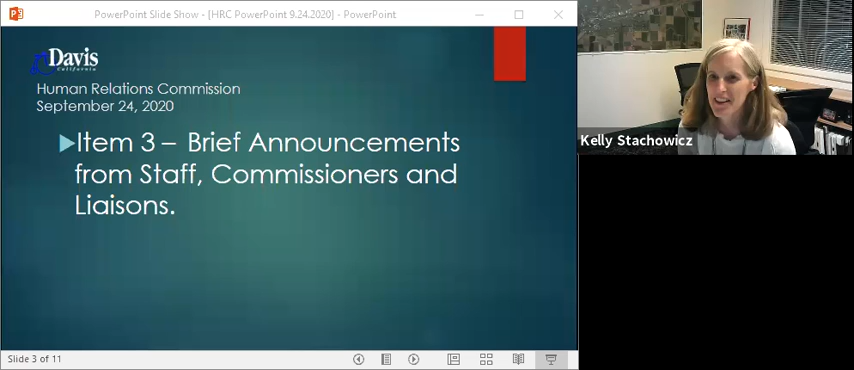 PowerPoint Slide Show - [HRC PowerPoint 9.24.2020] - PowerPoint
Davis
California
Human Relations Commission
September 24, 2020
Item 3 – Brief Announcements
from Staff, Commissioners and
Liaisons.
Slide 3 of 11
Kelly Stachowicz